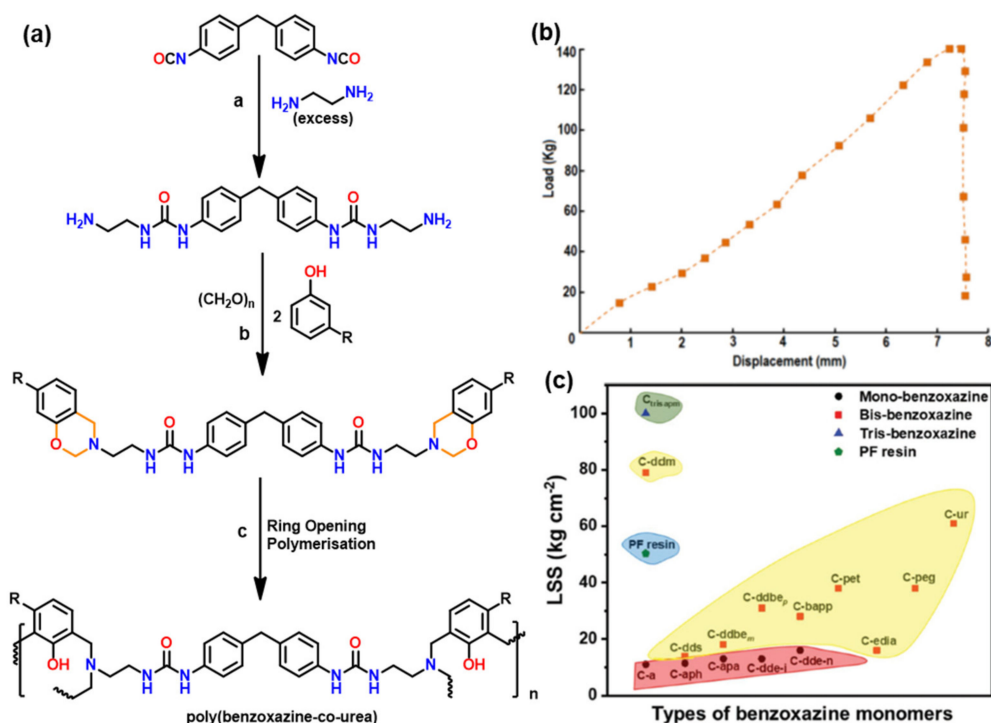 (a)
OCN
NCO
a
H₂N
NH₂
(excess)
O
O
NH₂
N
H
N
H
N
H
N
H
NH₂
(CH₂O)n
b
2
OH
R
R
R
O
N
O
N
H
N
H
O
N
H
N
H
N
O
c
Ring Opening
Polymerisation
R
R
OH
N
O
N
H
N
H
O
N
H
N
H
N
OH
n
poly(benzoxazine-co-urea)
(b)
Load (Kg)
140
120
100
80
60
40
20
0
1 2 3 4 5 6 7 8
Displacement (mm)
(c)
LSS (kg cm⁻²)
100
80
60
40
20
0
Mono-benzoxazine
Bis-benzoxazine
Tris-benzoxazine
PF resin
Ctrisapm
C-ddm
PF resin
C-ur
C-pet
C-peg
C-ddbep
C-bapp
C-ddbem
C-dds
C-edia
C-a
C-aph
C-apa
C-dde-i
C-dde-n
Types of benzoxazine monomers